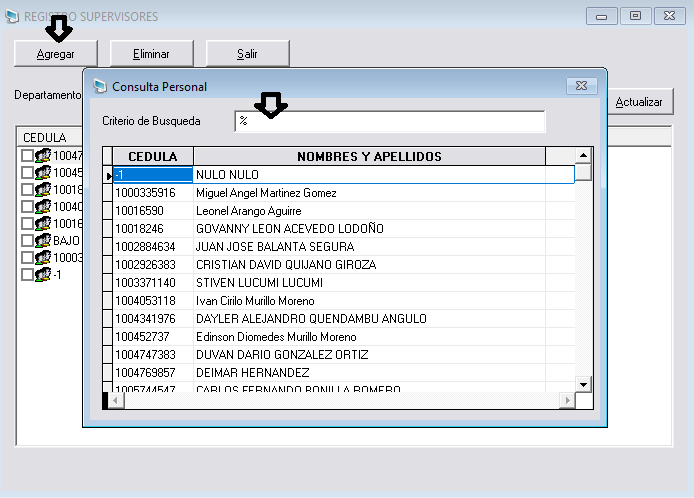 REGISTRO SUPERVISORES
Agregar Eliminar Salir
Departamento
Actualizar
CEDULA
10047
10045
10018
10040
10016
BAJO
10003
-1
Consulta Personal
Criterio de Busqueda %
CEDULA NOMBRES Y APELLIDOS
-1 NULO NULO
1000335916 Miguel Angel Martinez Gomez
10016590 Leonel Arango Aguirre
10018246 GOVANNY LEON ACEVEDO LODOÑO
1002884634 JUAN JOSE BALANTA SEGURA
1002926383 CRISTIAN DAVID QUIJANO GIROZA
1003371140 STIVEN LUCUMI LUCUMI
1004053118 Ivan Cirilo Murillo Moreno
1004341976 DAYLER ALEJANDRO QUENDAMBU ANGULO
100452737 Edinson Diomedes Murillo Moreno
1004747383 DUVAN DARIO GONZALEZ ORTIZ
1004769857 DEIMAR HERNANDEZ
1005744547 CARLOS FERNANDO BONILLA ROMERO